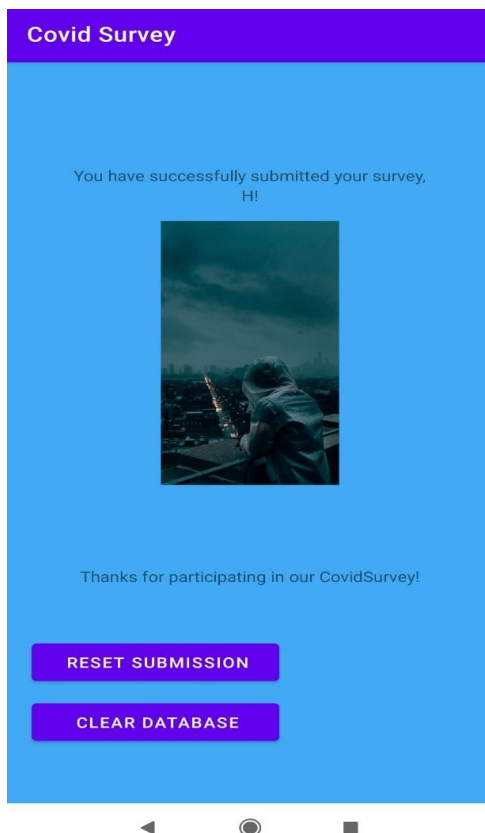 Covid Survey
You have successfully submitted your survey,
H!
Thanks for participating in our CovidSurvey!
RESET SUBMISSION
CLEAR DATABASE